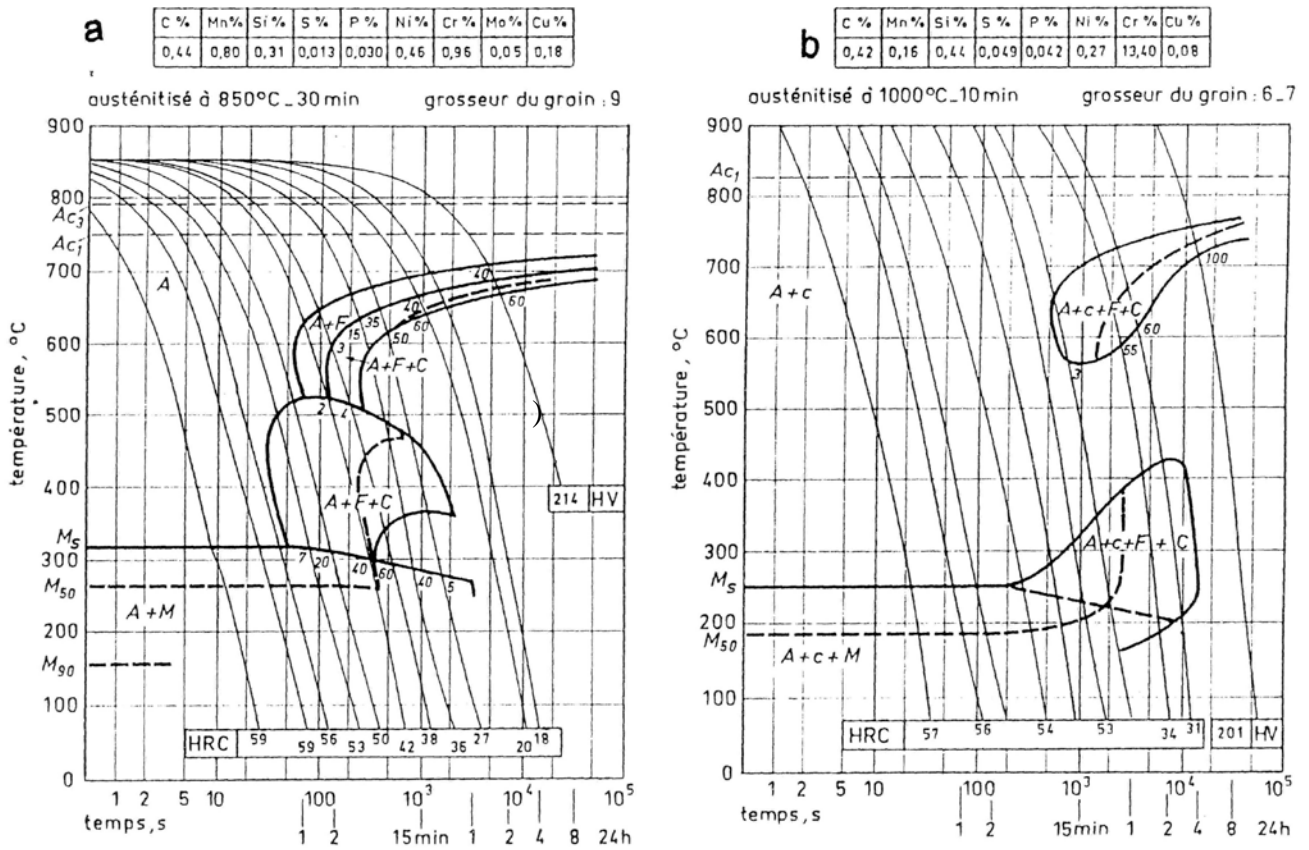 a
C % Mn% Si% S % P % Ni% Cr% Mo% Cu%
0,44 0,80 0,31 0,013 0,030 0,46 0,96 0,05 0,18
austénitisé à 850°C_30min grosseur du grain : 9
température, °C
900
800
Ac3
Ac1
700
600
500
400
Ms
300
M50
200
M90
100
0
A
A+F
A+F+C
A+F+C
A+M
40
40
60
35
15
3
50
60
2
4
7
20
40
60
40
5
214 HV
HRC 59 59 56 53 50 42 38 36 27 20 18
1 2 5 10 100 10³ 10⁴ 10⁵
temps,s
1 2 15min 1 2 4 8 24h
b
C % Mn% Si% S % P % Ni% Cr% Cu%
0,42 0,16 0,44 0,049 0,042 0,27 13,40 0,08
austénitisé à 1000°C_10min grosseur du grain : 6_7
température, °C
900
Ac1
800
700
600
500
400
300
Ms
200
M50
100
0
A+c
A+c+F+C
100
60
55
3
A+c+F+C
A+c+M
HRC 57 56 54 53 34 31 201 HV
1 2 5 10 100 10³ 10⁴ 10⁵
temps,s
1 2 15min 1 2 4 8 24h